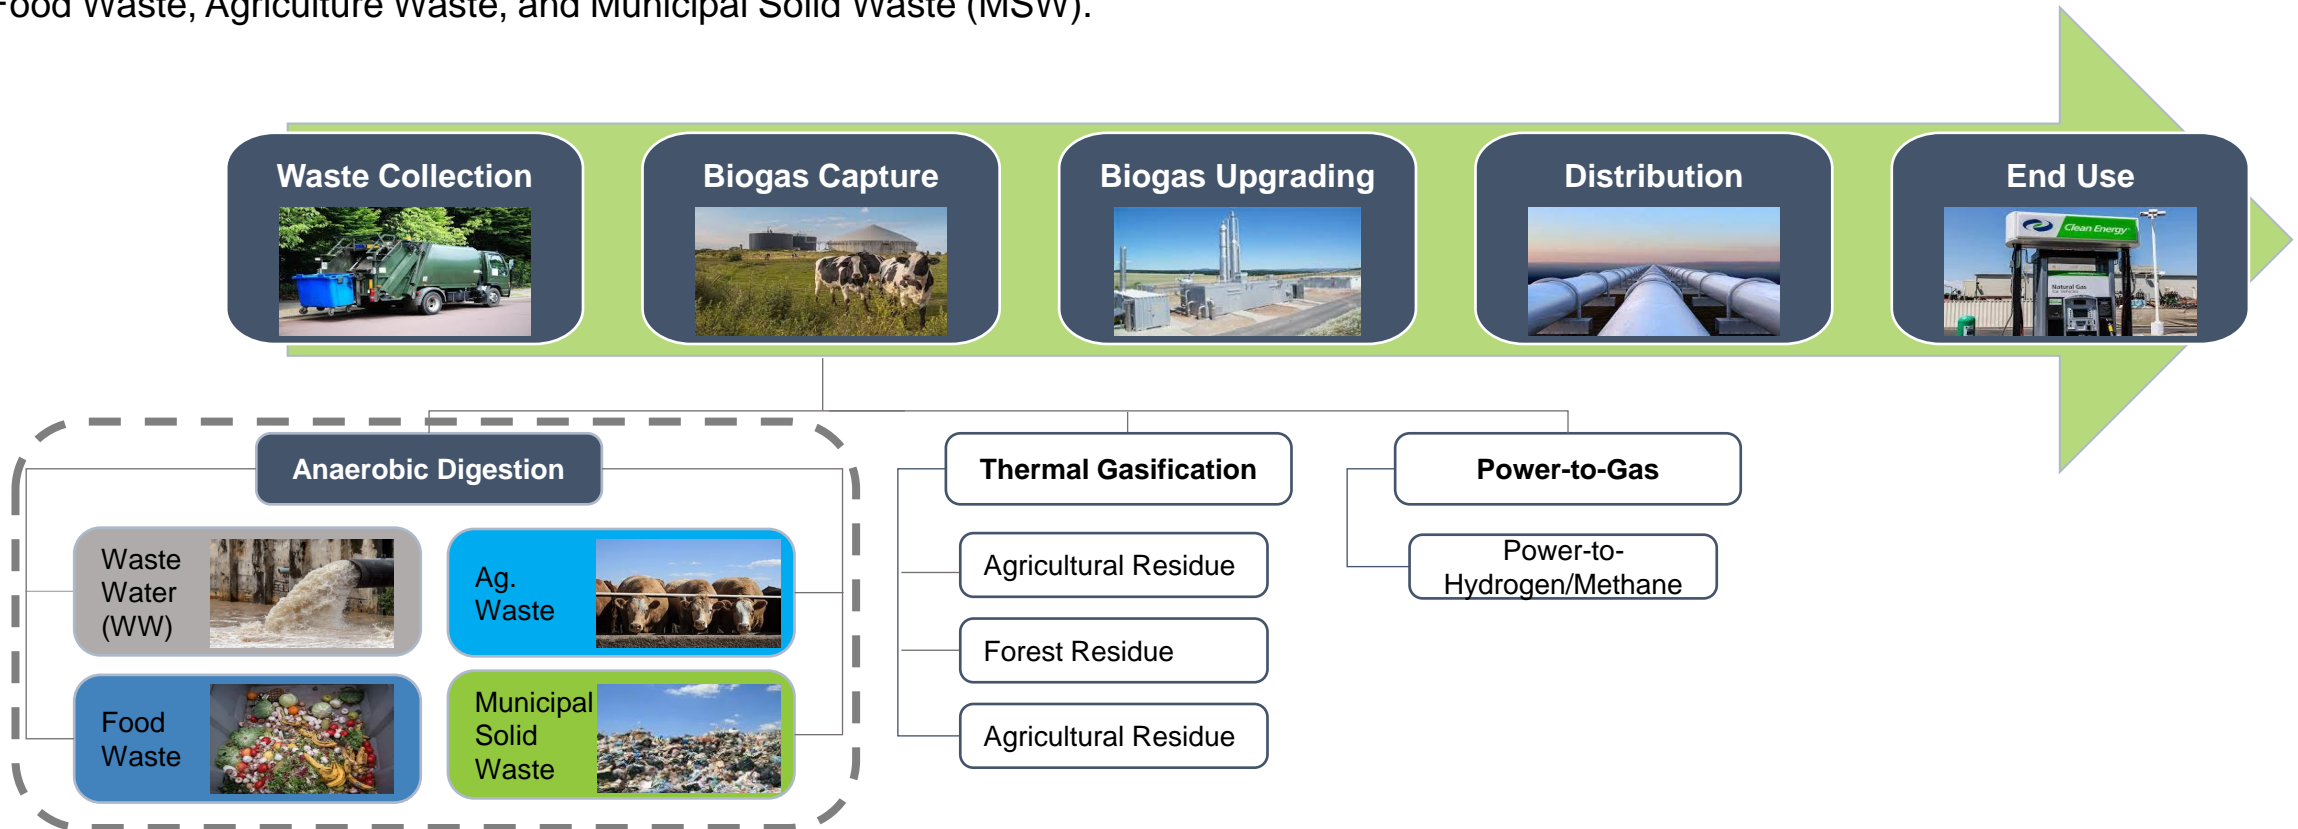 Food Waste, Agriculture Waste, and Municipal Solid Waste (MSW).
Waste Collection
Biogas Capture
Biogas Upgrading
Distribution
End Use
Clean Energy
Natural Gas
Anaerobic Digestion
Thermal Gasification
Power-to-Gas
Waste
Water
(WW)
Ag.
Waste
Food
Waste
Municipal
Solid
Waste
Agricultural Residue
Forest Residue
Agricultural Residue
Power-to-
Hydrogen/Methane